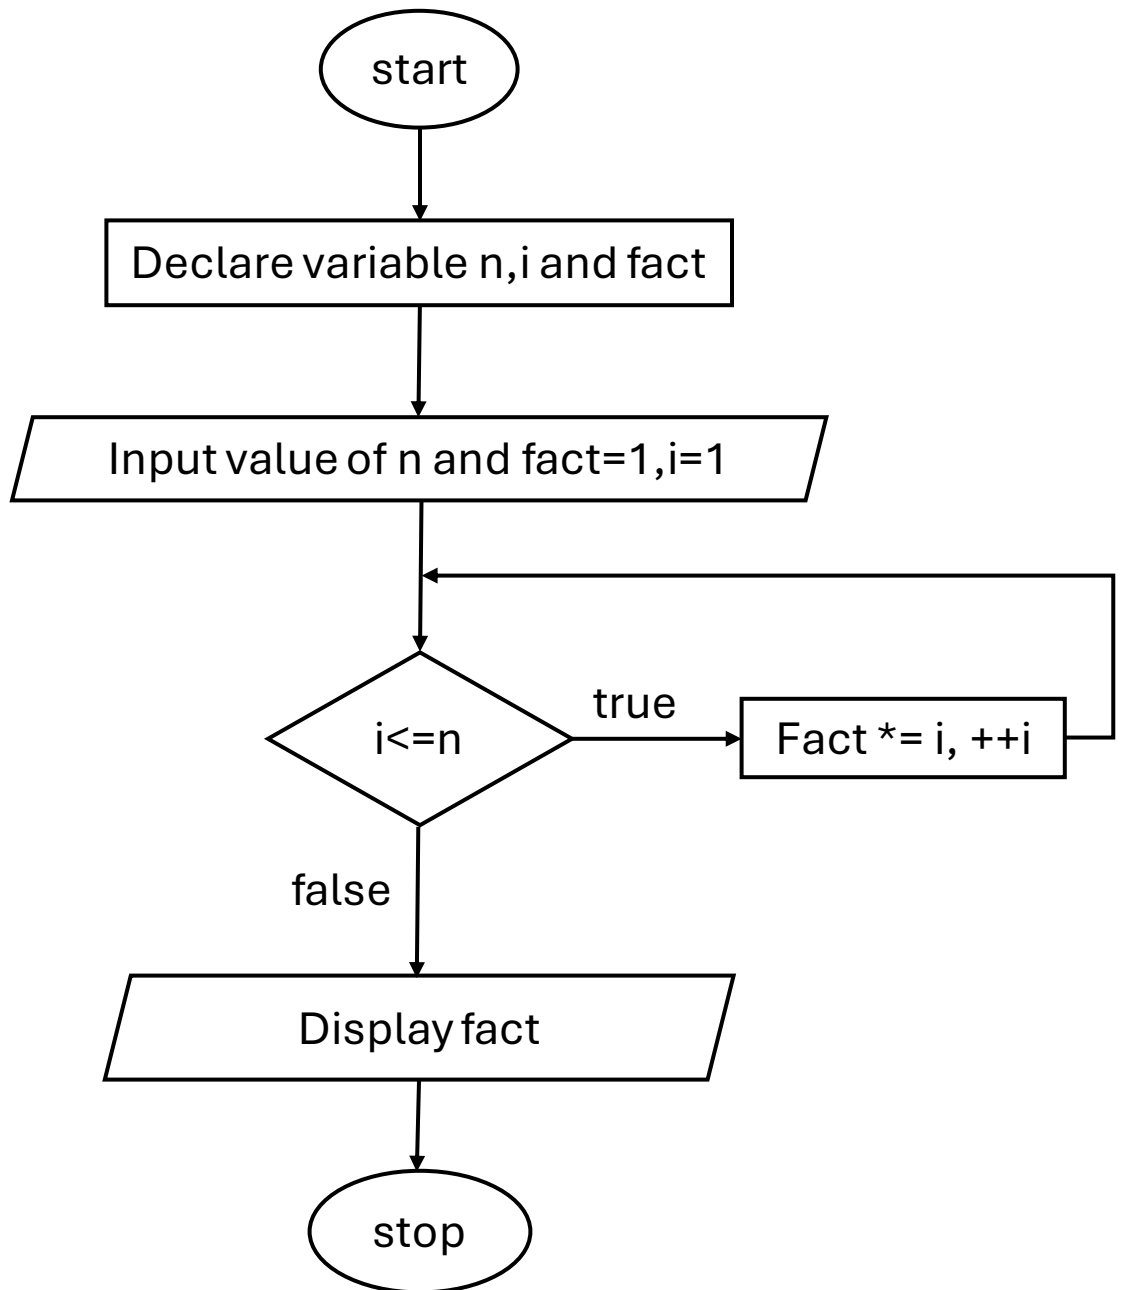 start
Declare variable n,i and fact
Input value of n and fact=1,i=1
i<=n
true
Fact *= i, ++i
false
Display fact
stop